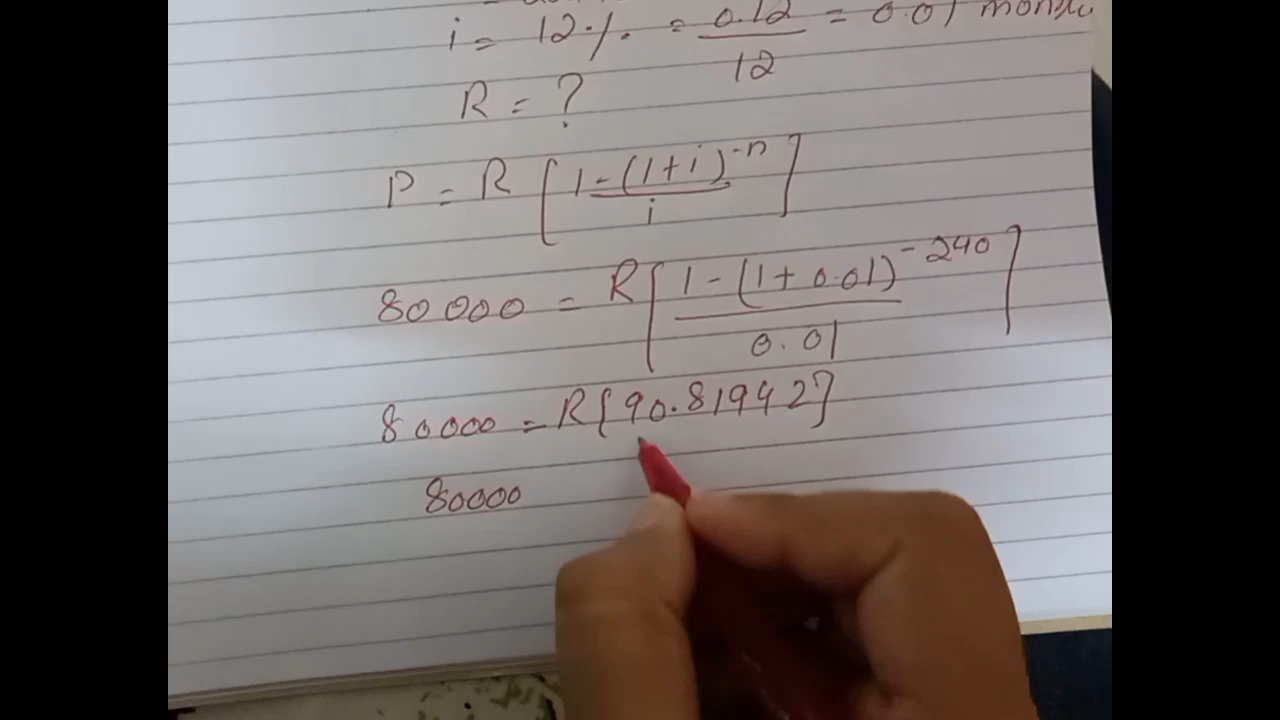 i = 12% = 0.12/12 = 0.01
R = ?
P = R [1-(1+i)^-n / i]
80000 = R [1-(1+0.01)^-240 / 0.01]
80000 = R[90.81942]
80000